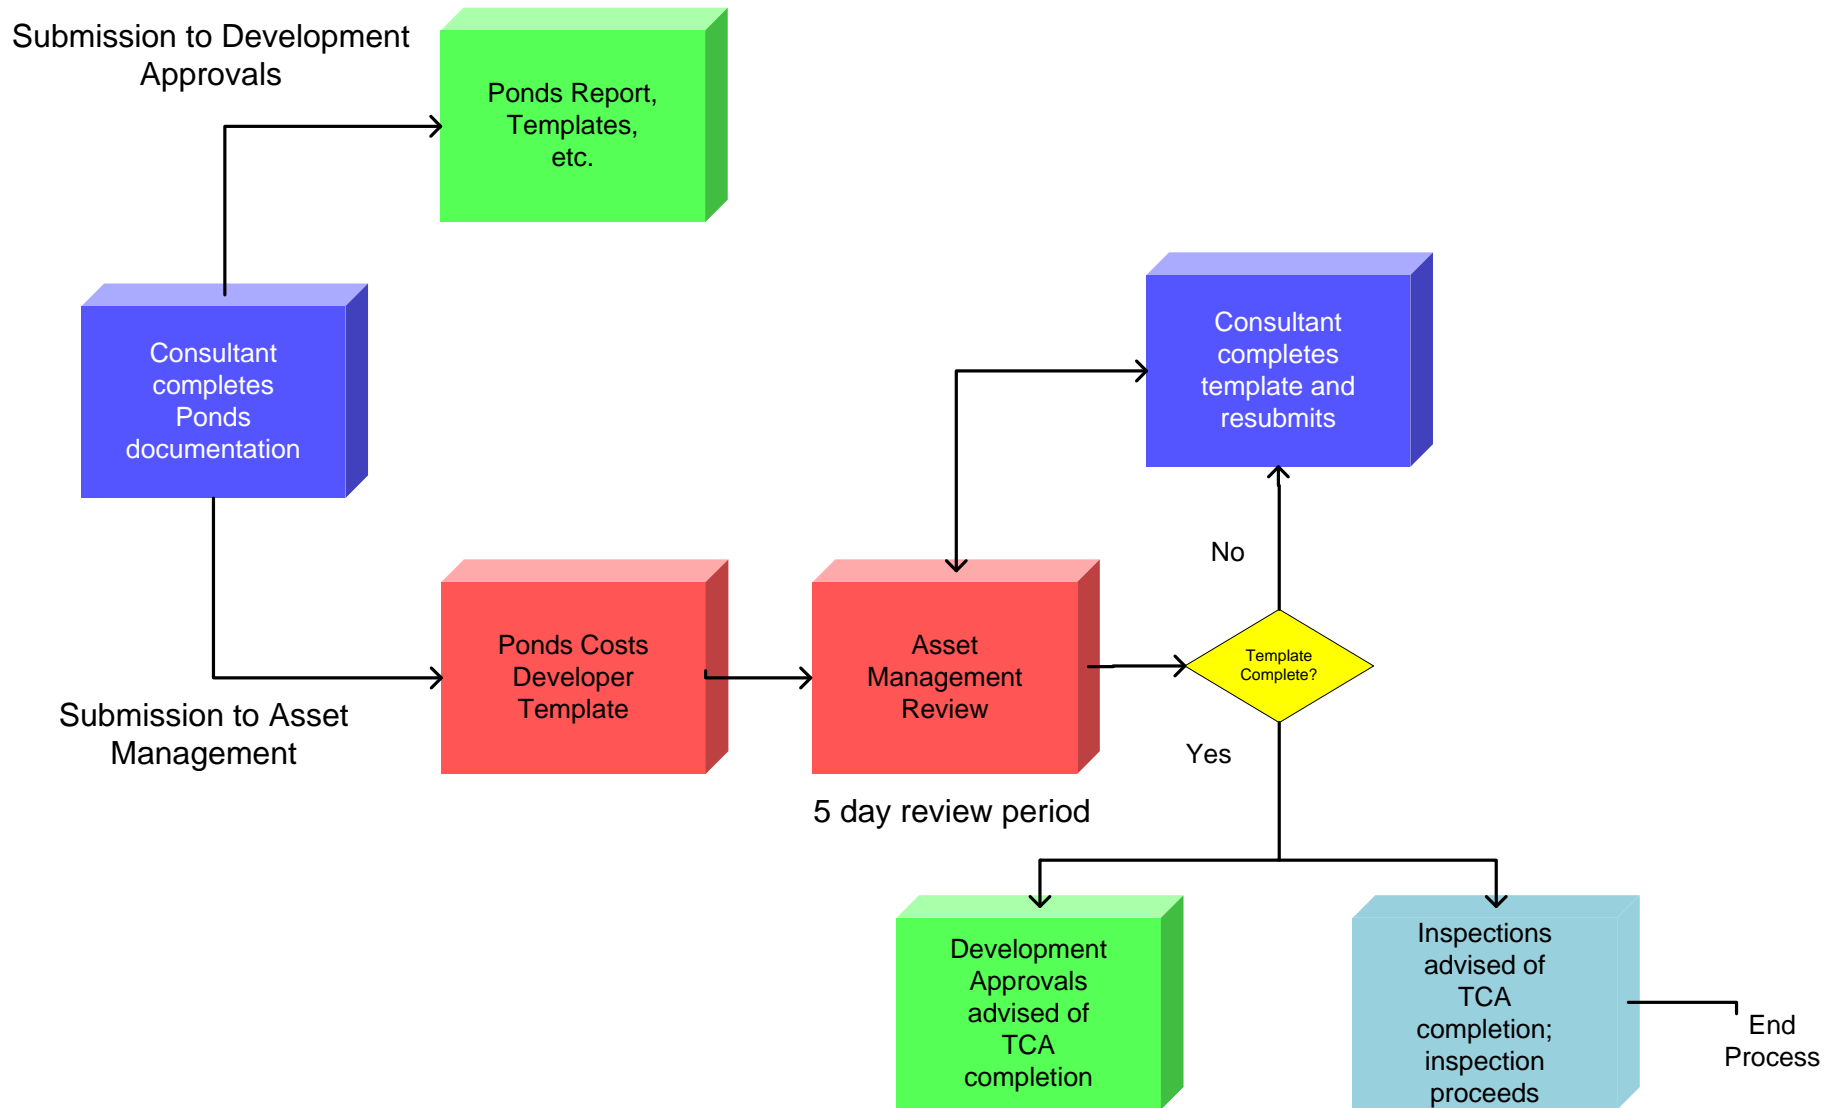 Submission to Development
Approvals
Ponds Report,
Templates,
etc.
Consultant
completes
Ponds
documentation
Consultant
completes
template and
resubmits
No
Ponds Costs
Developer
Template
Asset
Management
Review
Template
Complete?
Submission to Asset
Management
Yes
5 day review period
Development
Approvals
advised of
TCA
completion
Inspections
advised of
TCA
completion;
inspection
proceeds
End
Process